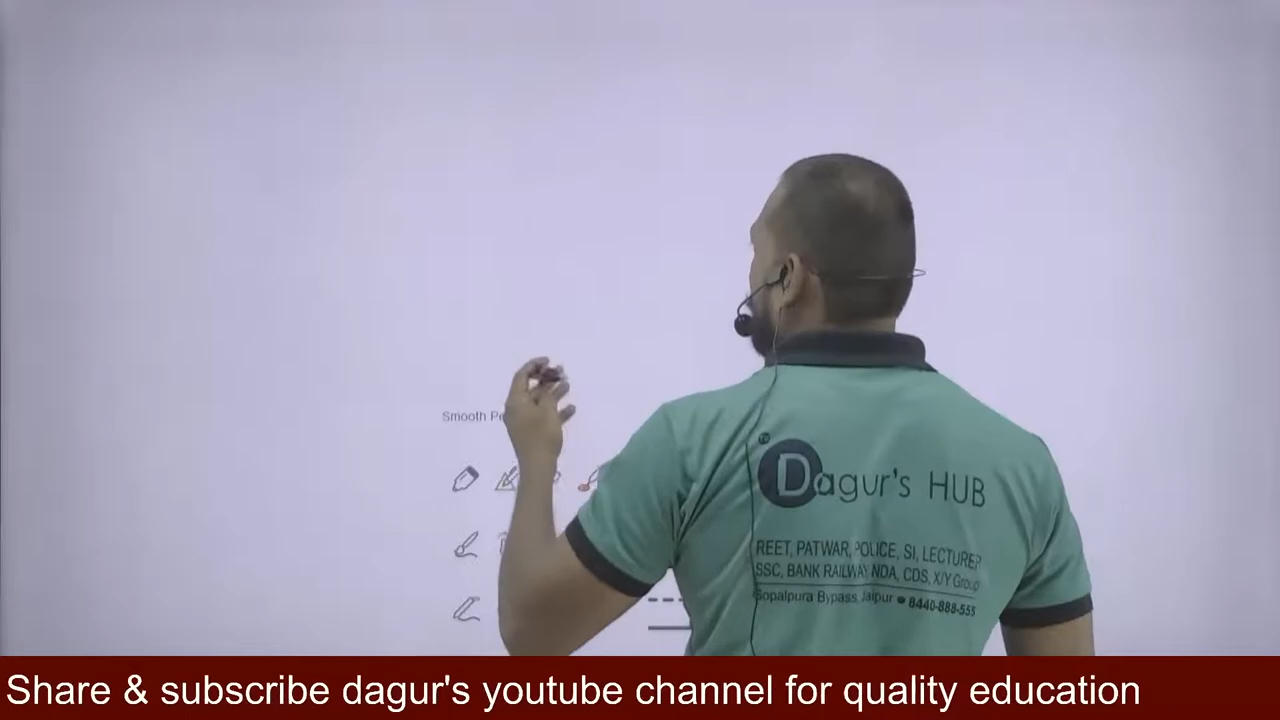 Smooth
TO
Dagur's HUB
REET, PATWAR, POLICE, SI, LECTURER
SSC, BANK RAILWAY NDA, CDS, X/Y Group
Gopalpura Bypass Jaipur 8440-888-555
Share & subscribe dagur's youtube channel for quality education